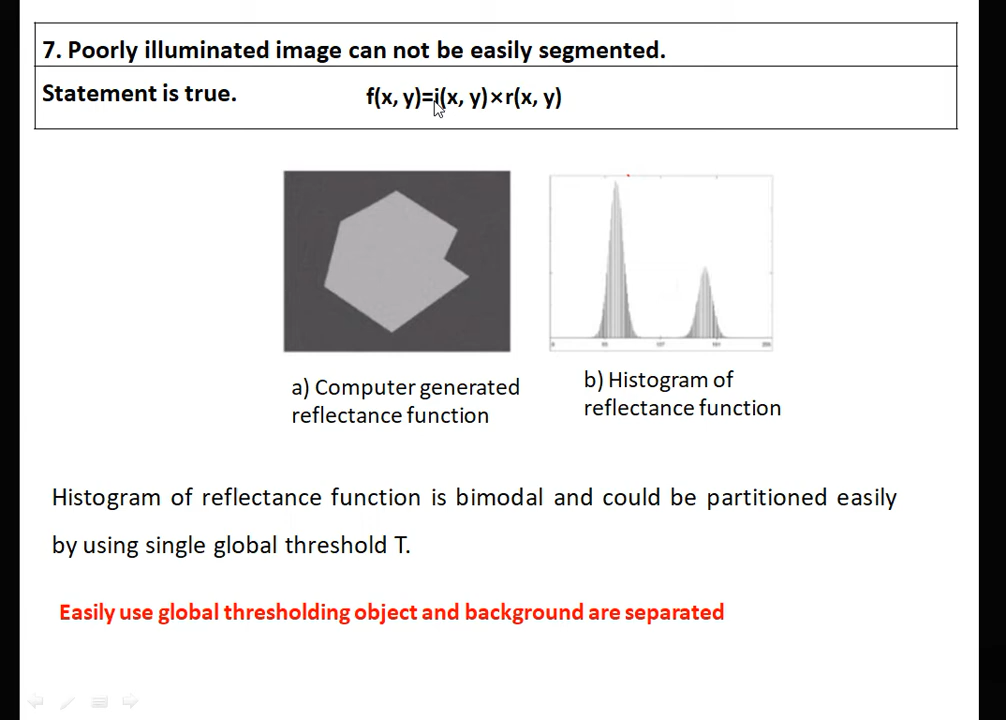 7. Poorly illuminated image can not be easily segmented.
Statement is true. f(x, y)=i(x, y)×r(x, y)
a) Computer generated
reflectance function
b) Histogram of
reflectance function
Histogram of reflectance function is bimodal and could be partitioned easily
by using single global threshold T.
Easily use global thresholding object and background are separated